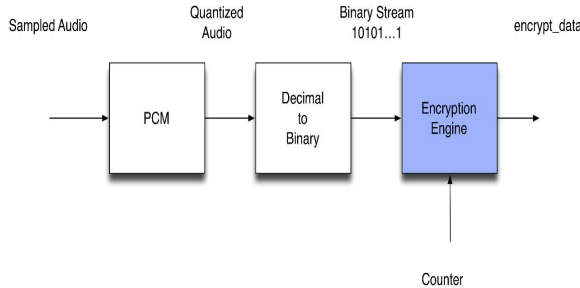 Sampled Audio
Quantized
Audio
Binary Stream
10101...1
encrypt_data
PCM
Decimal
to
Binary
Encryption
Engine
Counter